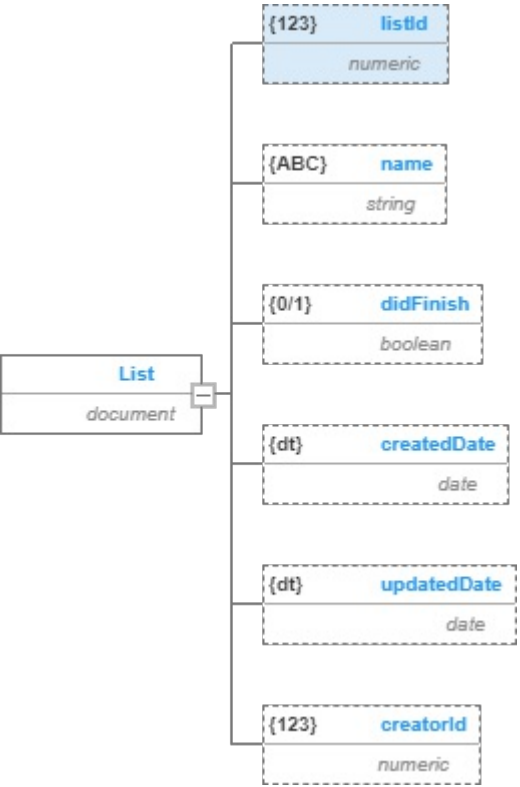 {123} listId
numeric
{ABC} name
string
{0/1} didFinish
boolean
List
document
{dt} createdDate
date
{dt} updatedDate
date
{123} creatorId
numeric